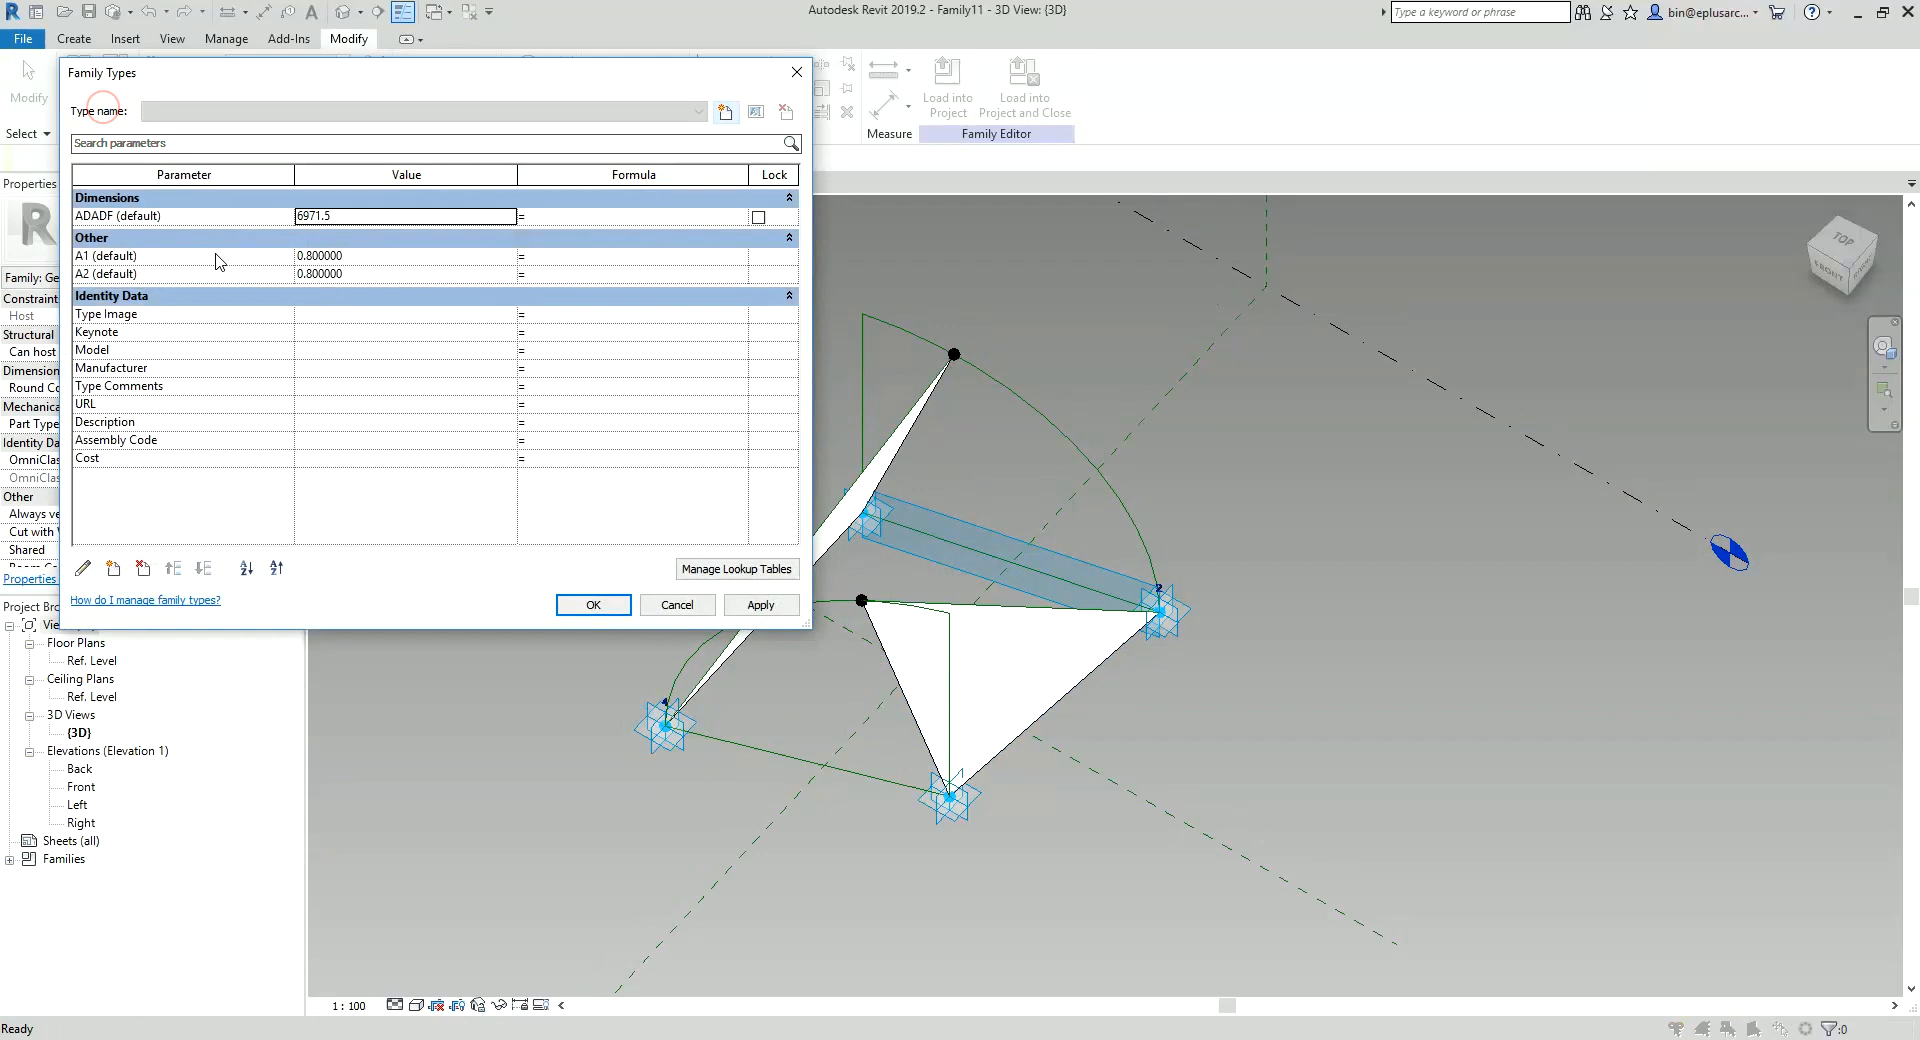 Autodesk Revit 2019.2 - Family11 - 3D View: {3D}
Type a keyword or phrase
bin@eplusarc...
File
Create
Insert
View
Manage
Add-Ins
Modify
Modify
Select
Family Types
Type name:
Search parameters
Parameter
Value
Formula
Lock
Dimensions
ADADF (default)
6971.5
=
Other
A1 (default)
0.800000
=
A2 (default)
0.800000
=
Identity Data
Type Image
=
Keynote
=
Model
=
Manufacturer
=
Type Comments
=
URL
=
Description
=
Assembly Code
=
Cost
=
Manage Lookup Tables
How do I manage family types?
OK
Cancel
Apply
Measure
Load into
Project
Load into
Project and Close
Family Editor
Properties
Family: Ge
Constraint
Host
Structural
Can host
Dimension
Round Co
Mechanica
Part Type
Identity Da
OmniClas
OmniClas
Other
Always ve
Cut with
Shared
Properties
Project Bro
Floor Plans
Ref. Level
Ceiling Plans
Ref. Level
3D Views
{3D}
Elevations (Elevation 1)
Back
Front
Left
Right
Sheets (all)
Families
TOP
FRONT
2
4
1 : 100
Ready
:0